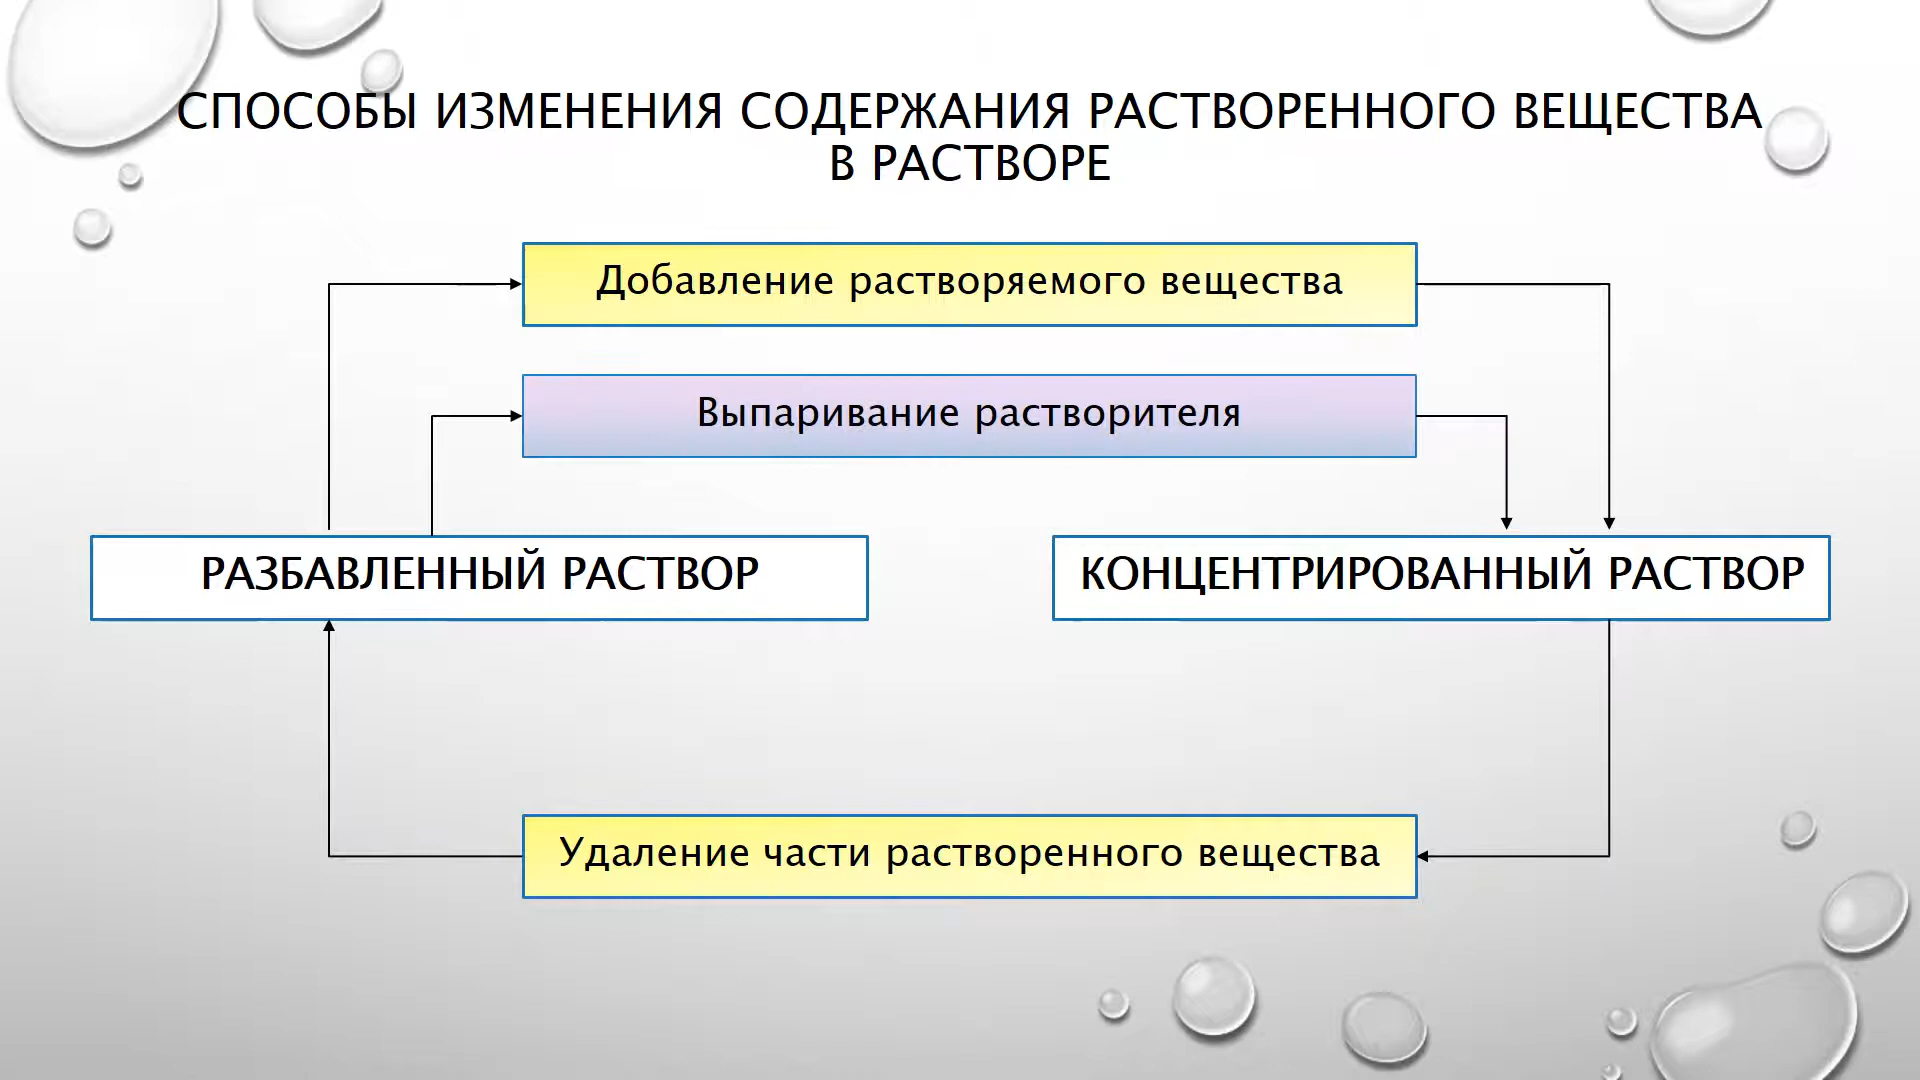 СПОСОБЫ ИЗМЕНЕНИЯ СОДЕРЖАНИЯ РАСТВОРЕННОГО ВЕЩЕСТВА
В РАСТВОРЕ
Добавление растворяемого вещества
Выпаривание растворителя
РАЗБАВЛЕННЫЙ РАСТВОР
КОНЦЕНТРИРОВАННЫЙ РАСТВОР
Удаление части растворенного вещества